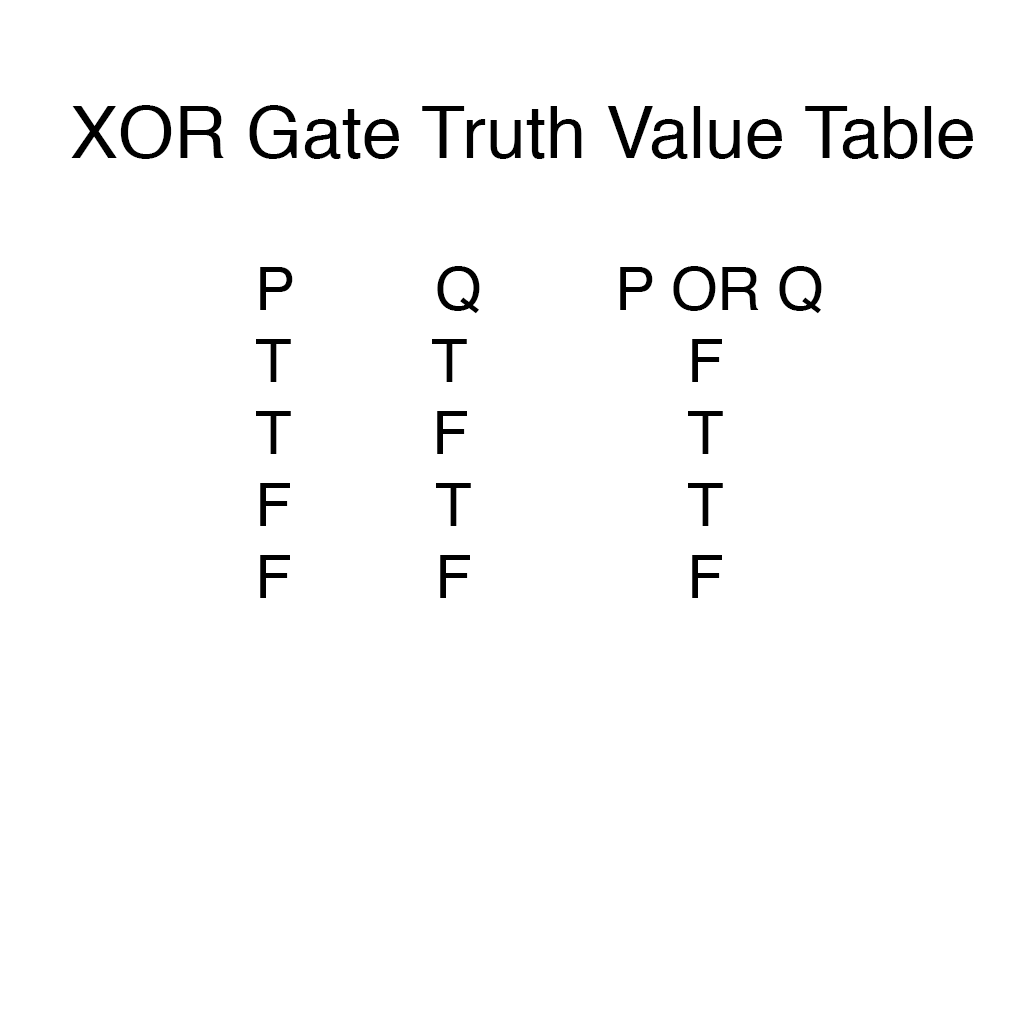 XOR Gate Truth Value Table
P Q P OR Q
T T F
T F T
F T T
F F F